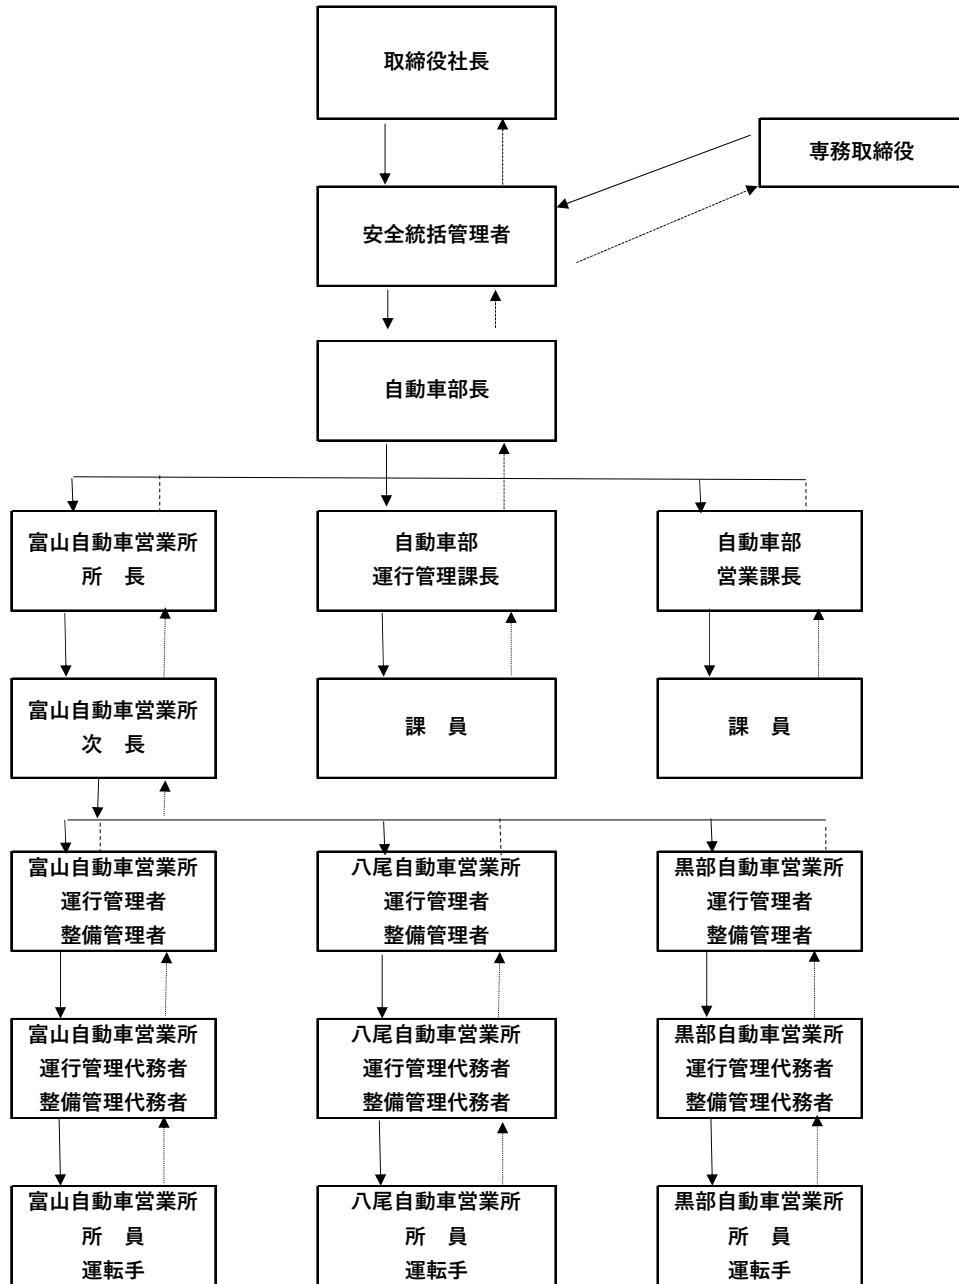 取締役社長
専務取締役
安全統括管理者
自動車部長
富山自動車営業所
所　長
自動車部
運行管理課長
自動車部
営業課長
富山自動車営業所
次　長
課　員
課　員
富山自動車営業所
運行管理者
整備管理者
八尾自動車営業所
運行管理者
整備管理者
黒部自動車営業所
運行管理者
整備管理者
富山自動車営業所
運行管理代務者
整備管理代務者
八尾自動車営業所
運行管理代務者
整備管理代務者
黒部自動車営業所
運行管理代務者
整備管理代務者
富山自動車営業所
所　員
運転手
八尾自動車営業所
所　員
運転手
黒部自動車営業所
所　員
運転手